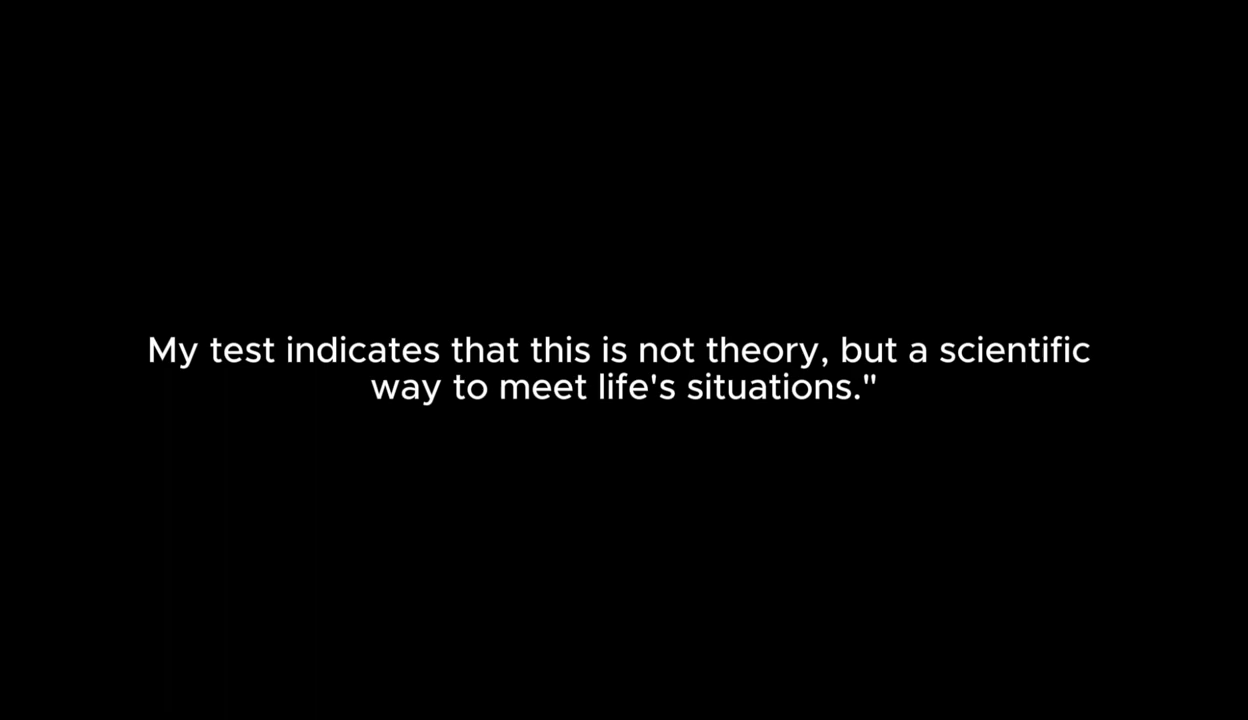 My test indicates that this is not theory, but a scientific
way to meet life's situations."